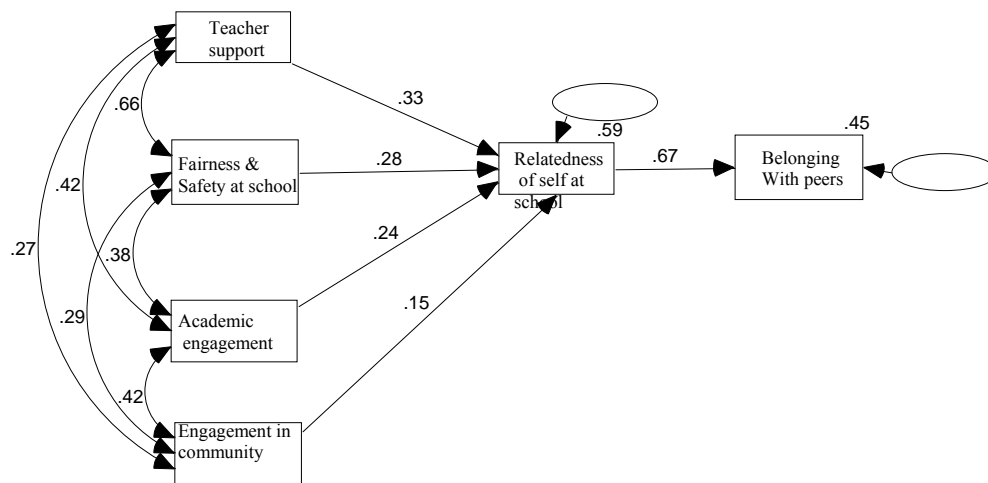 Teacher
support
.66
.33
.59
.45
Fairness &
Safety at school
.28
Relatedness
of self at
school
.67
Belonging
With peers
.42
.27
.38
.24
.29
.15
Academic
engagement
.42
Engagement in
community